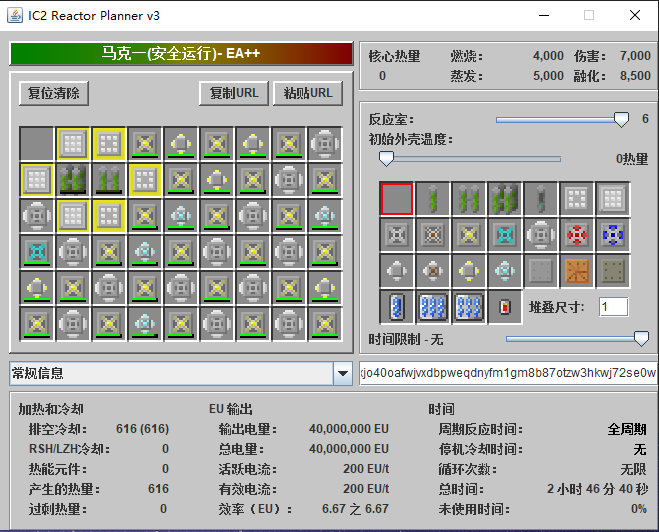 IC2 Reactor Planner v3
马克一(安全运行)- EA++
复位清除
复制URL
粘贴URL
核心热量 燃烧: 4,000 伤害: 7,000
0 蒸发: 5,000 融化: 8,500
反应室: 6
初始外壳温度:
0热量
堆叠尺寸: 1
时间限制 - 无
常规信息
jo40oafwjvxdbpweqdnyfm1gm8b87otzw3hkwj72se0w
加热和冷却 EU 输出 时间
排空冷却: 616 (616) 输出电量: 40,000,000 EU 周期反应时间: 全周期
RSH/LZH冷却: 0 总电量: 40,000,000 EU 停机冷却时间: 无
热能元件: 0 活跃电流: 200 EU/t 循环次数: 无限
产生的热量: 616 有效电流: 200 EU/t 总时间: 2 小时 46 分 40 秒
过剩热量: 0 效率（EU）: 6.67 之 6.67 未使用时间: 0%